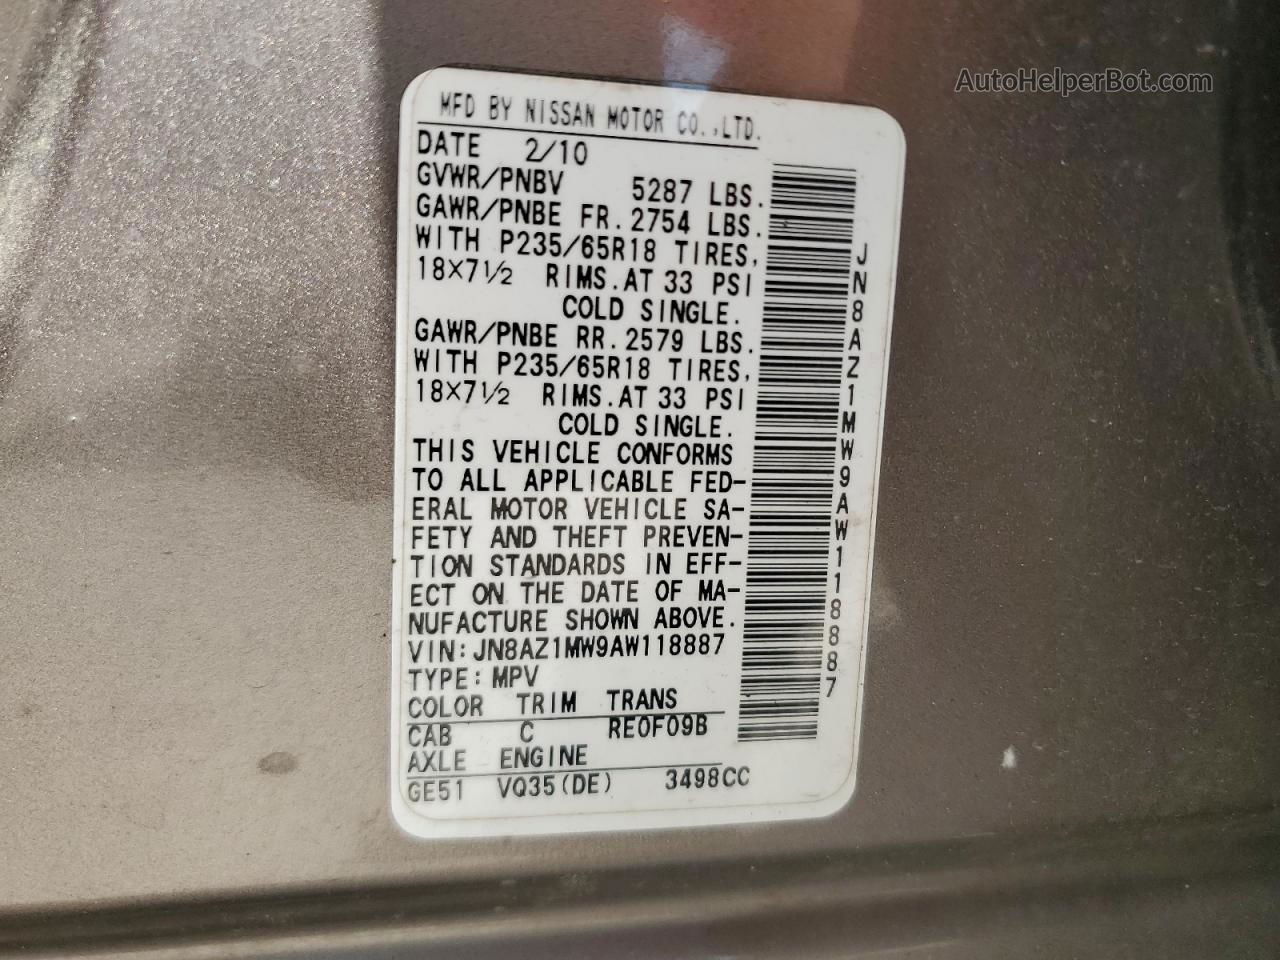 AutoHelperBot.com
MFD BY NISSAN MOTOR CO.,LTD.
DATE 2/10
GVWR/PNBV 5287 LBS.
GAWR/PNBE FR. 2754 LBS.
WITH P235/65R18 TIRES,
18×7½ RIMS.AT 33 PSI
COLD SINGLE.
GAWR/PNBE RR. 2579 LBS.
WITH P235/65R18 TIRES,
18×7½ RIMS.AT 33 PSI
COLD SINGLE.
THIS VEHICLE CONFORMS
TO ALL APPLICABLE FED-
ERAL MOTOR VEHICLE SA-
FETY AND THEFT PREVEN-
TION STANDARDS IN EFF-
ECT ON THE DATE OF MA-
NUFACTURE SHOWN ABOVE.
VIN: JN8AZ1MW9AW118887
TYPE: MPV
COLOR TRIM TRANS
CAB C RE0F09B
AXLE ENGINE
GE51 VQ35(DE) 3498CC
JN8AZ1MW9AW118887